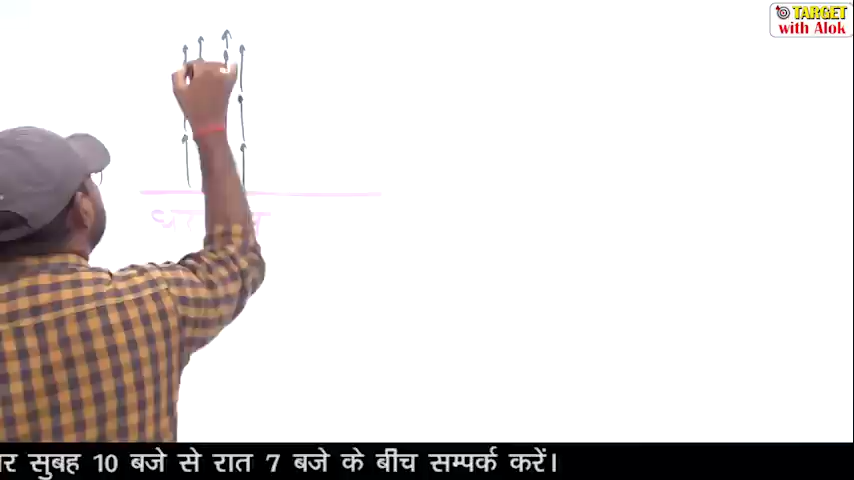 TARGET
with Alok
र सुबह 10 बजे से रात 7 बजे के बीच सम्पर्क करें।